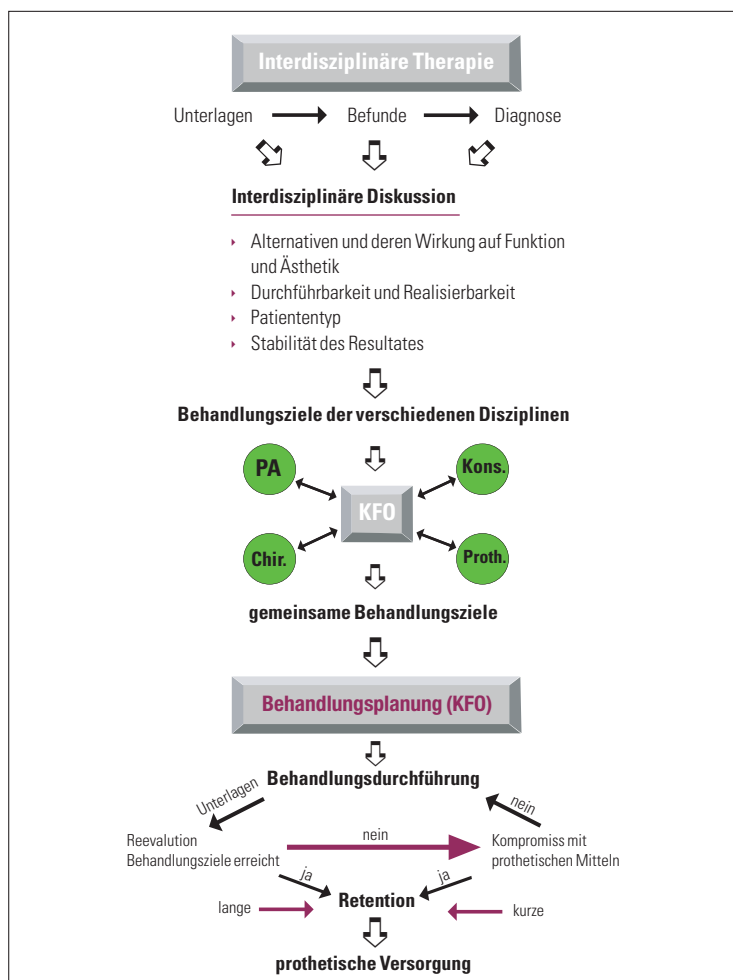 Interdisziplinäre Therapie
Unterlagen Befunde Diagnose
Interdisziplinäre Diskussion
Alternativen und deren Wirkung auf Funktion
und Ästhetik
Durchführbarkeit und Realisierbarkeit
Patiententyp
Stabilität des Resultates
Behandlungsziele der verschiedenen Disziplinen
PA Kons.
KFO
Chir. Proth.
gemeinsame Behandlungsziele
Behandlungsplanung (KFO)
Behandlungsdurchführung
Unterlagen nein
Reevalution nein Kompromiss mit
Behandlungsziele erreicht prothetischen Mitteln
ja ja
Retention
lange kurze
prothetische Versorgung